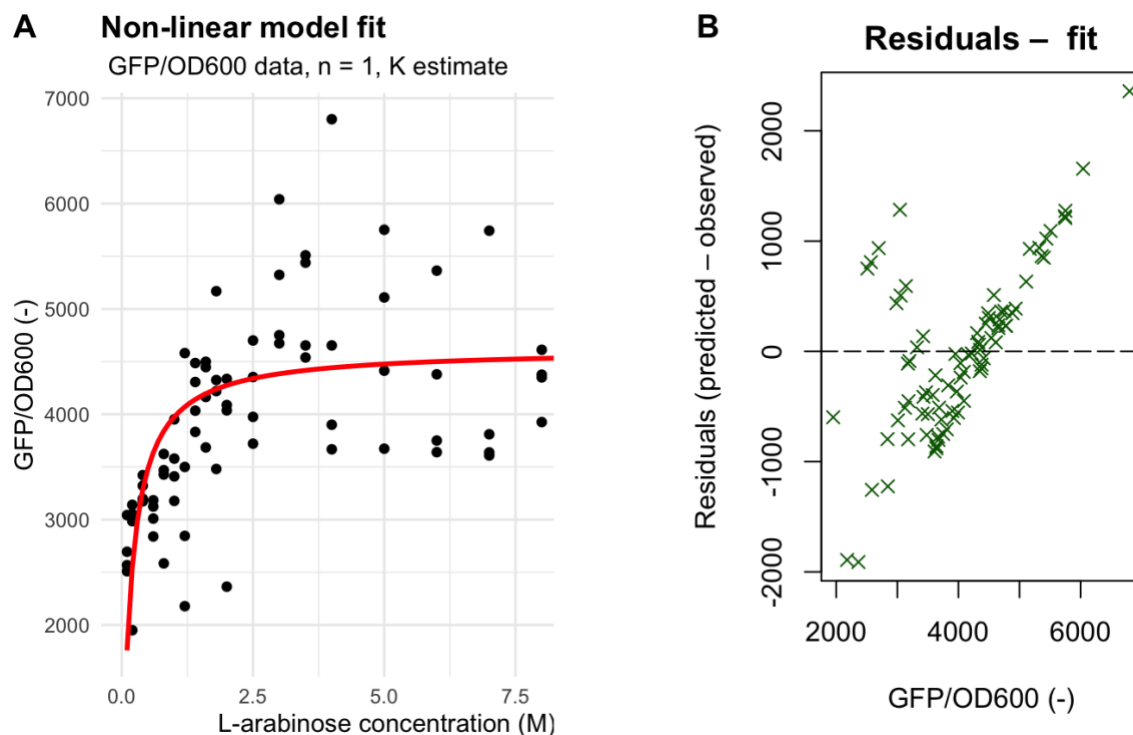 A
Non-linear model fit
GFP/OD600 data, n = 1, K estimate
GFP/OD600 (-)
7000
6000
5000
4000
3000
2000
0.0 2.5 5.0 7.5
L-arabinose concentration (M)
B
Residuals – fit
Residuals (predicted – observed)
2000
1000
0
-1000
-2000
2000 4000 6000
GFP/OD600 (-)